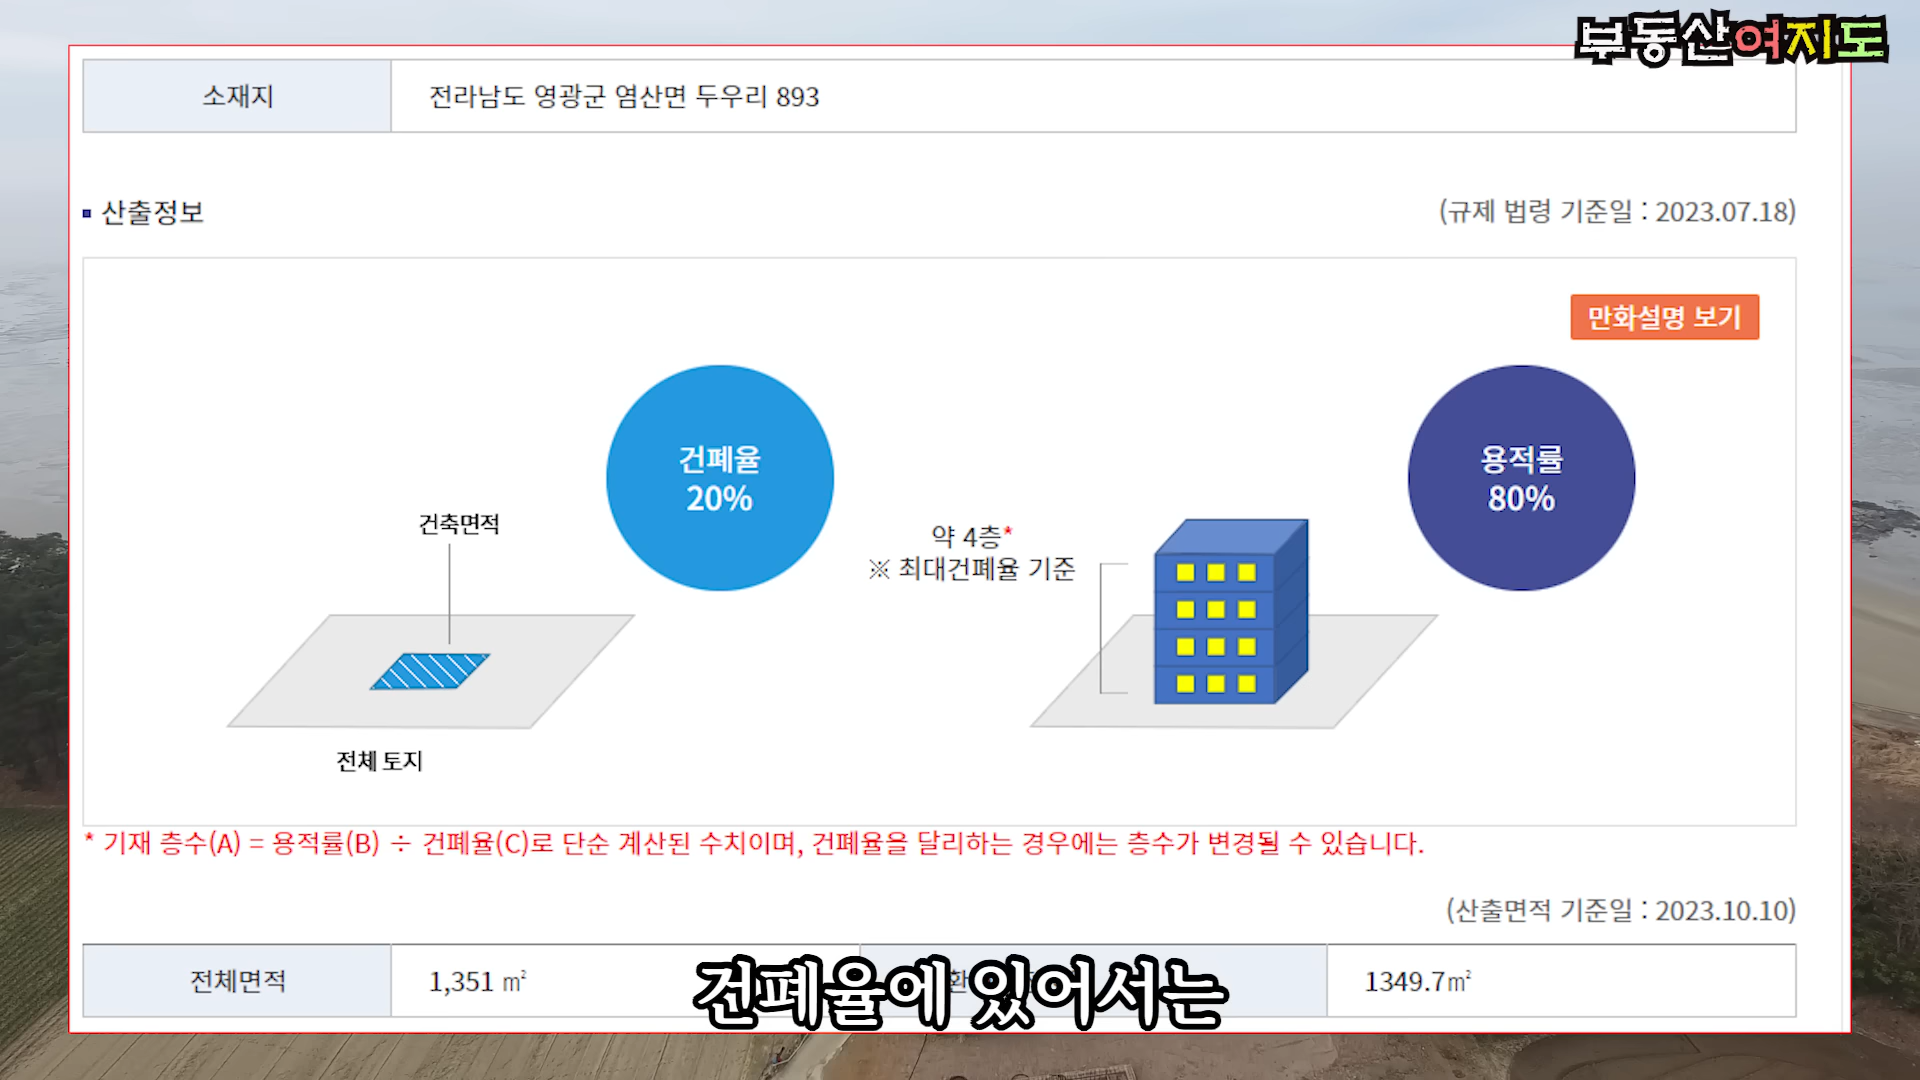 부동산여지도
소재지 전라남도 영광군 염산면 두우리 893
산출정보 (규제 법령 기준일 : 2023.07.18)
만화설명 보기
건폐율
20%
용적률
80%
건축면적
약 4층*
※ 최대건폐율 기준
전체 토지
* 기재 층수(A) = 용적률(B) ÷ 건폐율(C)로 단순 계산된 수치이며, 건폐율을 달리하는 경우에는 층수가 변경될 수 있습니다.
(산출면적 기준일 : 2023.10.10)
전체면적 1,351 ㎡ 1349.7㎡
건폐율에 있어서는